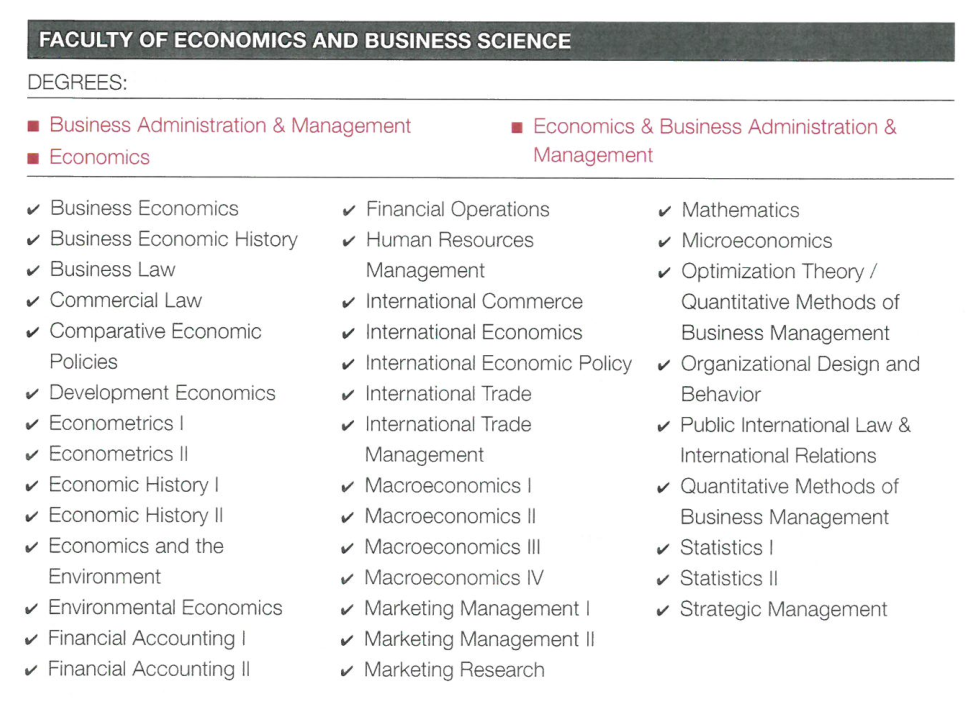 FACULTY OF ECONOMICS AND BUSINESS SCIENCE
DEGREES:
Business Administration & Management
Economics
Economics & Business Administration &
Management
Business Economics
Business Economic History
Business Law
Commercial Law
Comparative Economic
Policies
Development Economics
Econometrics I
Econometrics II
Economic History I
Economic History II
Economics and the
Environment
Environmental Economics
Financial Accounting I
Financial Accounting II
Financial Operations
Human Resources
Management
International Commerce
International Economics
International Economic Policy
International Trade
International Trade
Management
Macroeconomics I
Macroeconomics II
Macroeconomics III
Macroeconomics IV
Marketing Management I
Marketing Management II
Marketing Research
Mathematics
Microeconomics
Optimization Theory /
Quantitative Methods of
Business Management
Organizational Design and
Behavior
Public International Law &
International Relations
Quantitative Methods of
Business Management
Statistics I
Statistics II
Strategic Management